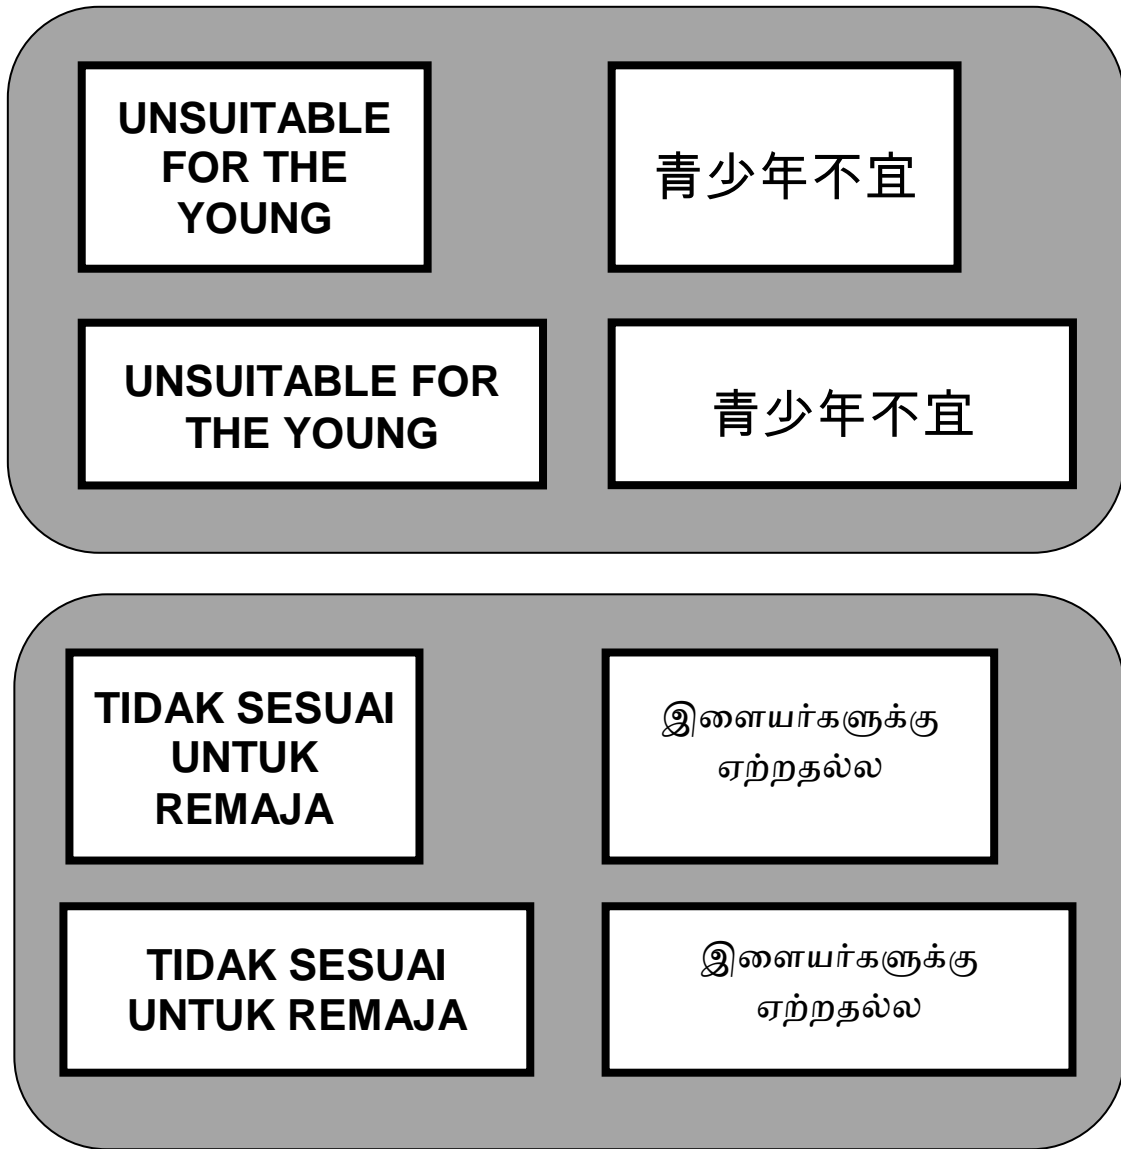 UNSUITABLE
FOR THE
YOUNG
青少年不宜
UNSUITABLE FOR
THE YOUNG
青少年不宜
TIDAK SESUAI
UNTUK
REMAJA
இளையர்களுக்கு
ஏற்றதல்ல
TIDAK SESUAI
UNTUK REMAJA
இளையர்களுக்கு
ஏற்றதல்ல